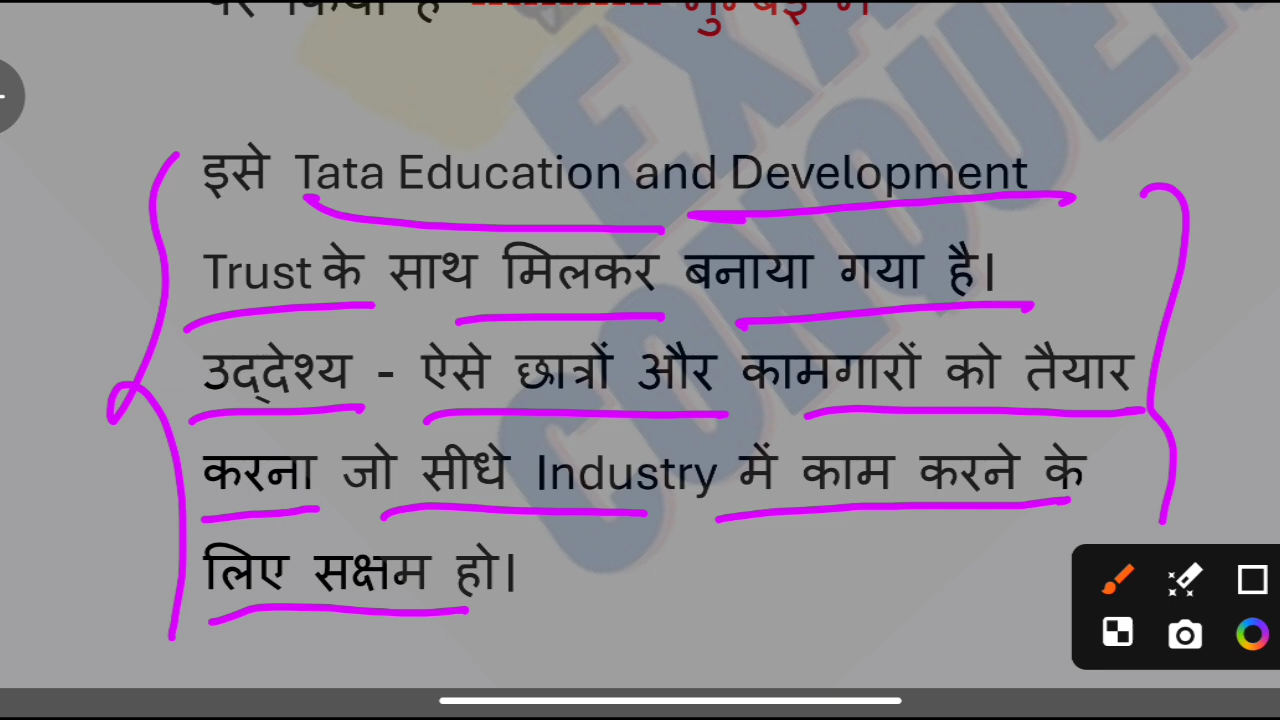 इसे Tata Education and Development
Trust के साथ मिलकर बनाया गया है।
उद्देश्य - ऐसे छात्रों और कामगारों को तैयार
करना जो सीधे Industry में काम करने के
लिए सक्षम हो।